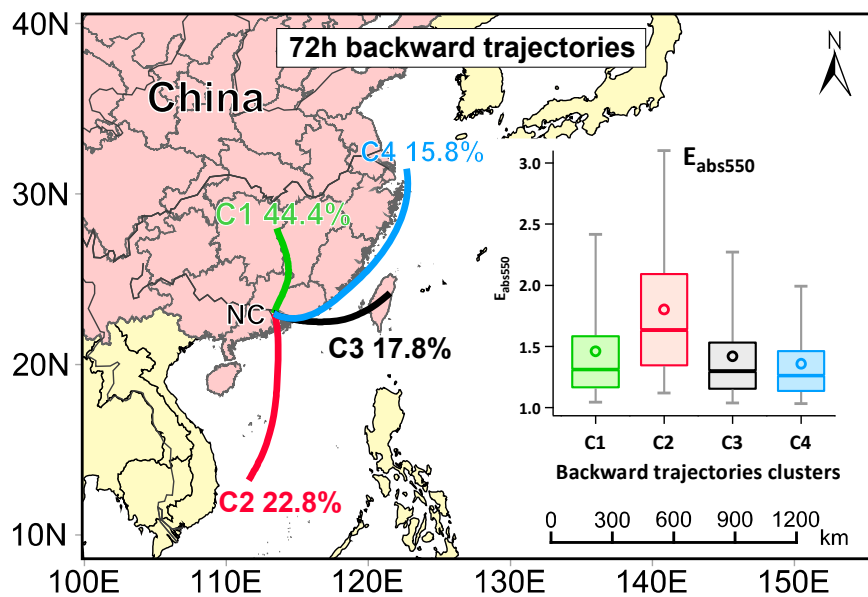 40N
72h backward trajectories
N
China
C4 15.8%
Eabs550
3.0
30N
C1 44.4%
2.5
Eabs550
2.0
NC
1.5
C3 17.8%
20N
1.0
C1 C2 C3 C4
Backward trajectories clusters
C2 22.8%
0 300 600 900 1200
km
10N
100E 110E 120E 130E 140E 150E